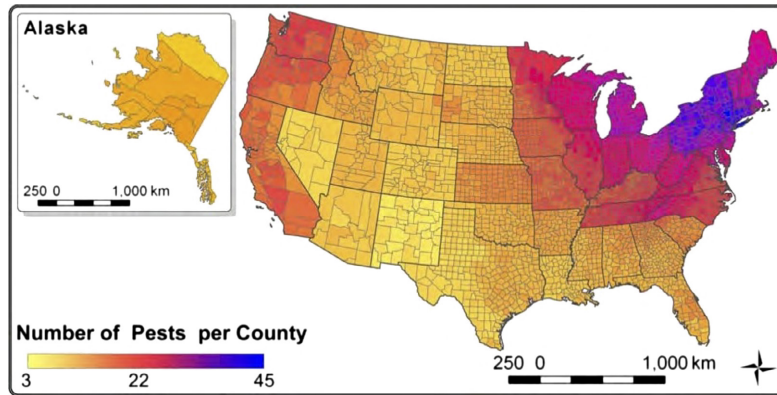 Alaska
250 0 1,000 km
Number of Pests per County
3 22 45
250 0 1,000 km